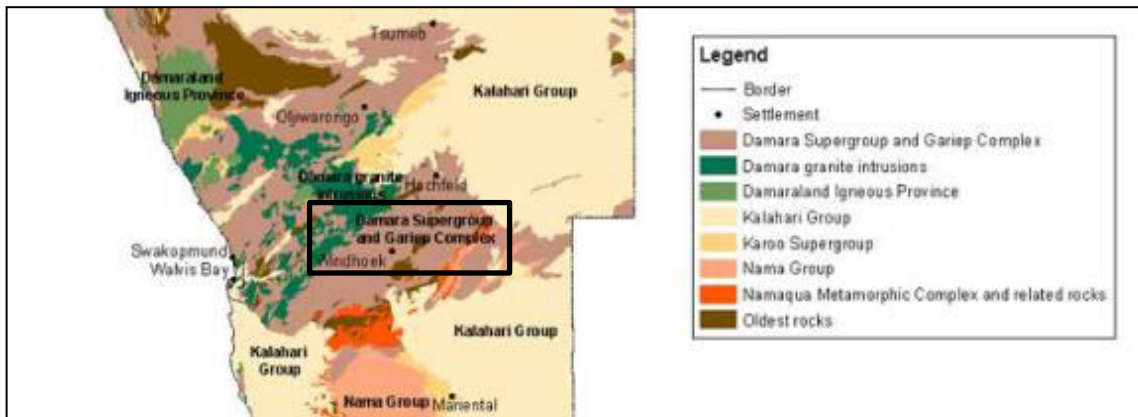 Tsumeb
Damaraland
Igneous Province
Kalahari Group
Otjiwarongo
Damara granite
intrusions
Hochfeld
Damara Supergroup
and Gariep Complex
Swakopmund
Walvis Bay
Windhoek
Kalahari Group
Kalahari
Group
Nama Group
Mariental
Legend
Border
Settlement
Damara Supergroup and Gariep Complex
Damara granite intrusions
Damaraland Igneous Province
Kalahari Group
Karoo Supergroup
Nama Group
Namaqua Metamorphic Complex and related rocks
Oldest rocks